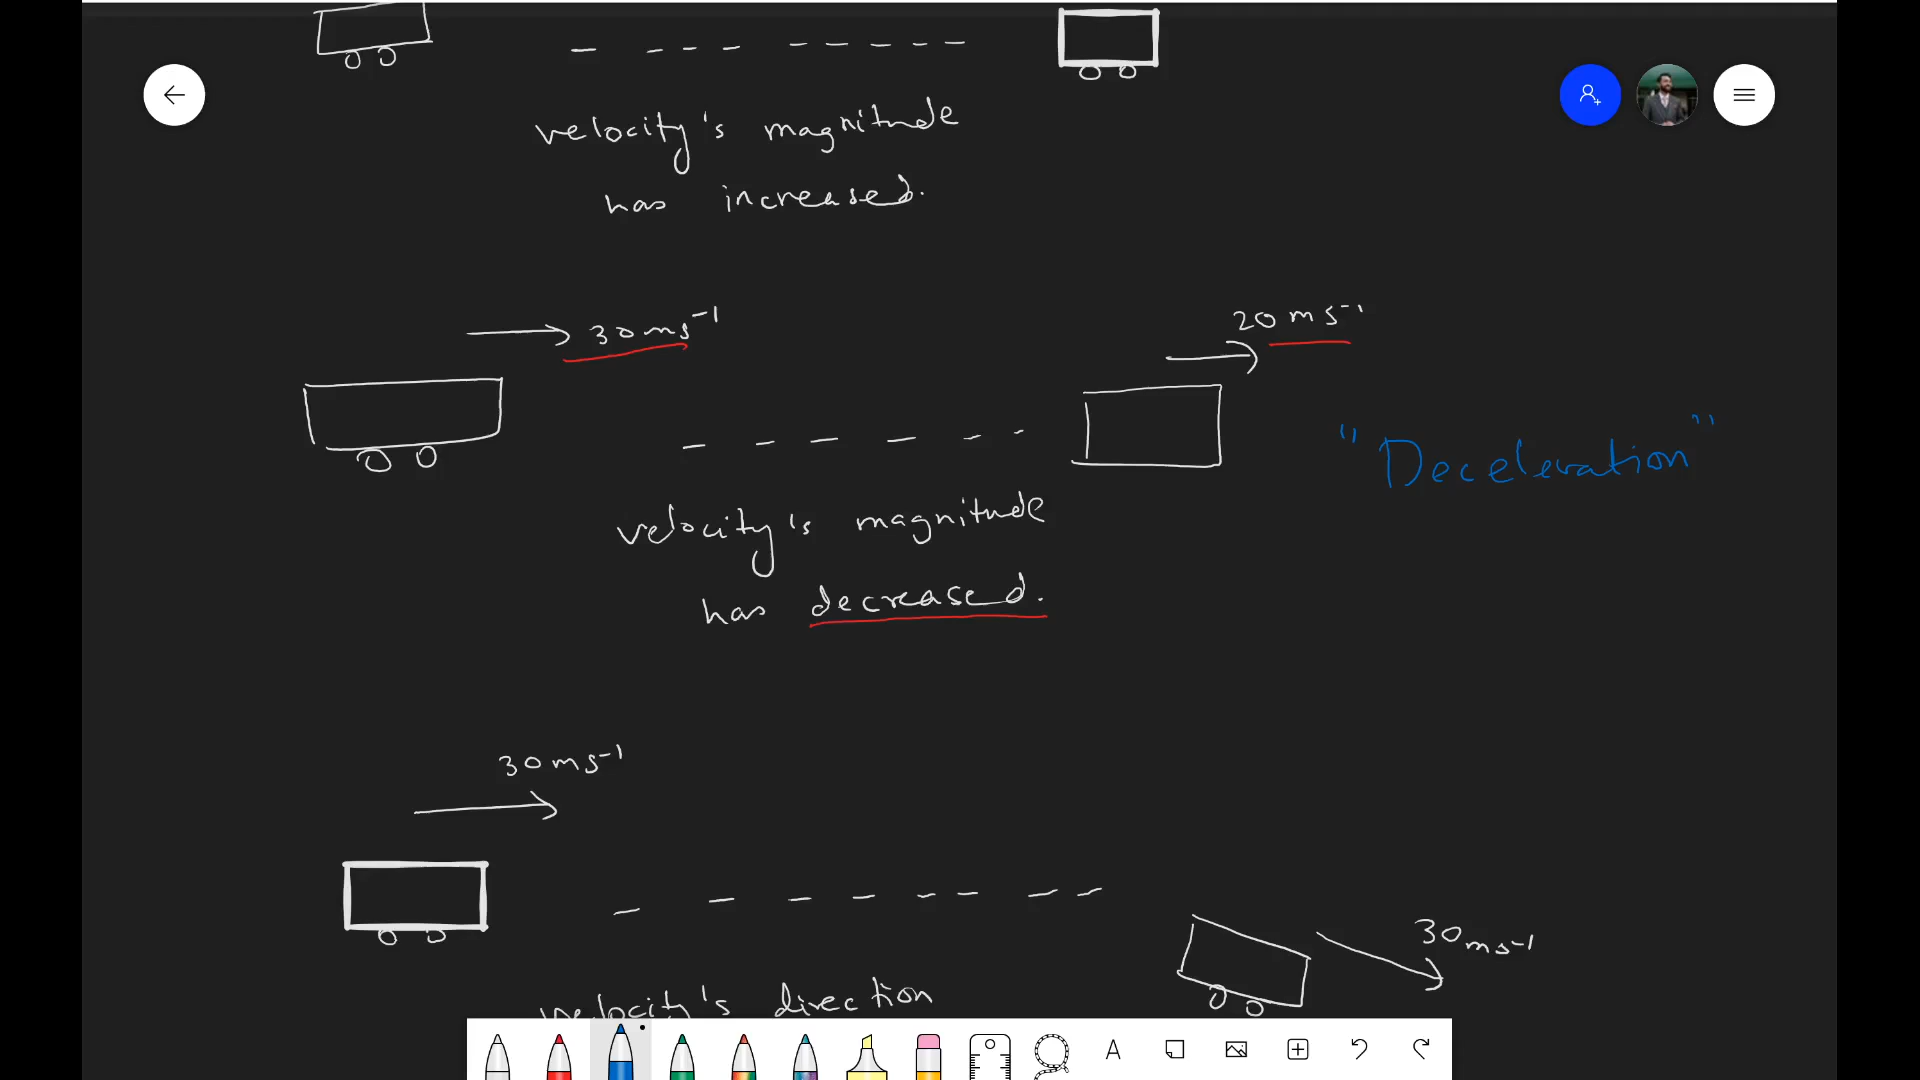 velocity's magnitude
has increased.
30 ms⁻¹
20 ms⁻¹
"Deceleration"
velocity's magnitude
has decreased.
30 ms⁻¹
30 ms⁻¹
velocity's direction
A